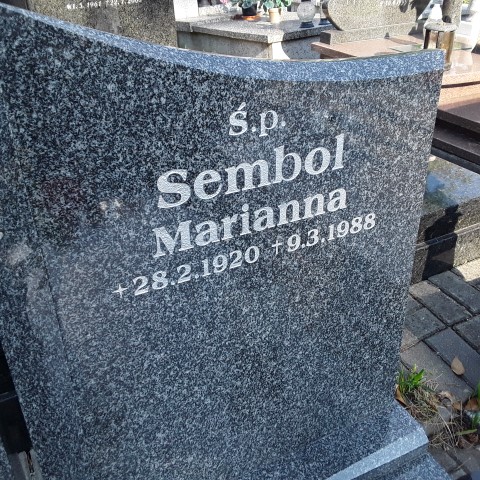 ś.p.
Sembol
Marianna
+28.2.1920 +9.3.1988